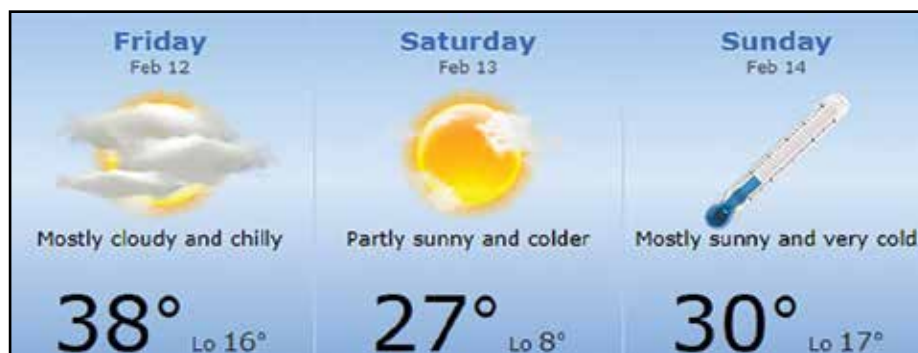 Friday
Feb 12
Mostly cloudy and chilly
38° Lo 16°
Saturday
Feb 13
Partly sunny and colder
27° Lo 8°
Sunday
Feb 14
Mostly sunny and very cold
30° Lo 17°